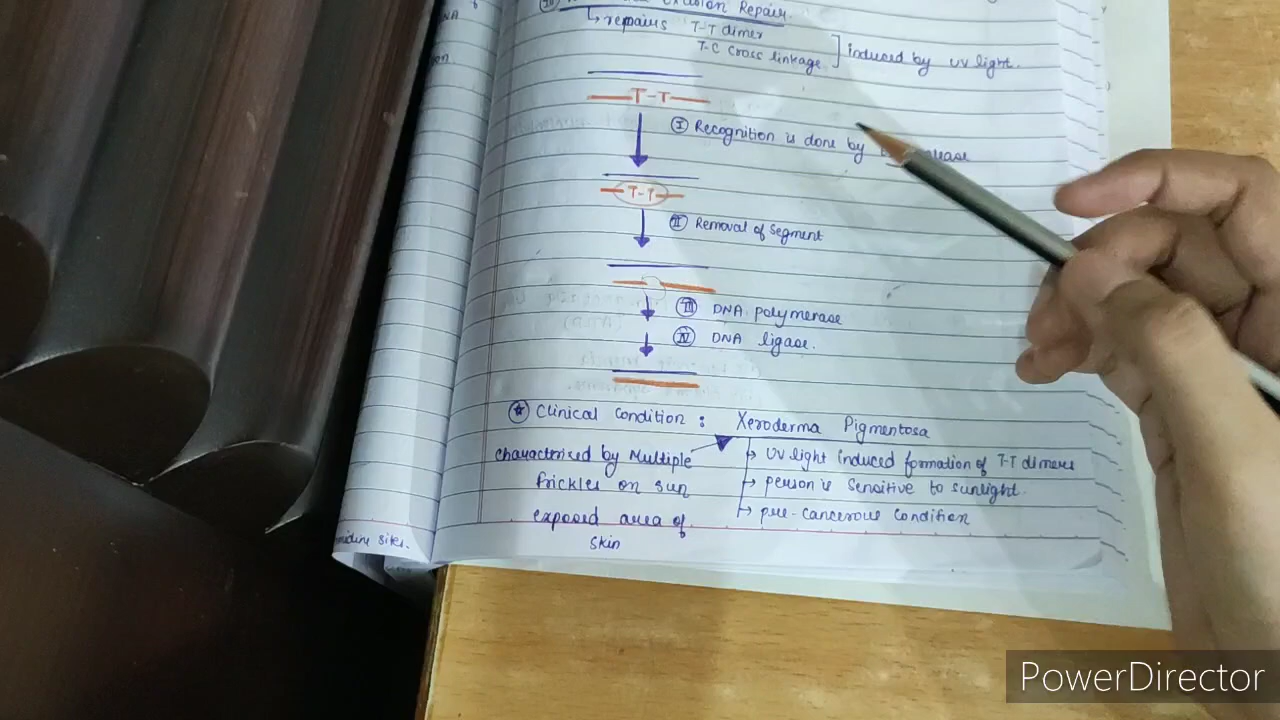 Excision Repair.
↳ repairs T-T dimer
T-C cross linkage ] induced by UV light.
T-T
Ⓘ Recognition is done by
T-T
Ⅱ Removal of segment
Ⅲ DNA polymerase
Ⅳ DNA ligase.
★ Clinical Condition : Xeroderma Pigmentosa
characterised by Multiple
frickles on sun
exposed area of
skin
↳ UV light induced formation of T-T dimers
↳ person is sensitive to sunlight.
↳ pre-cancerous condition
sites.
PowerDirector